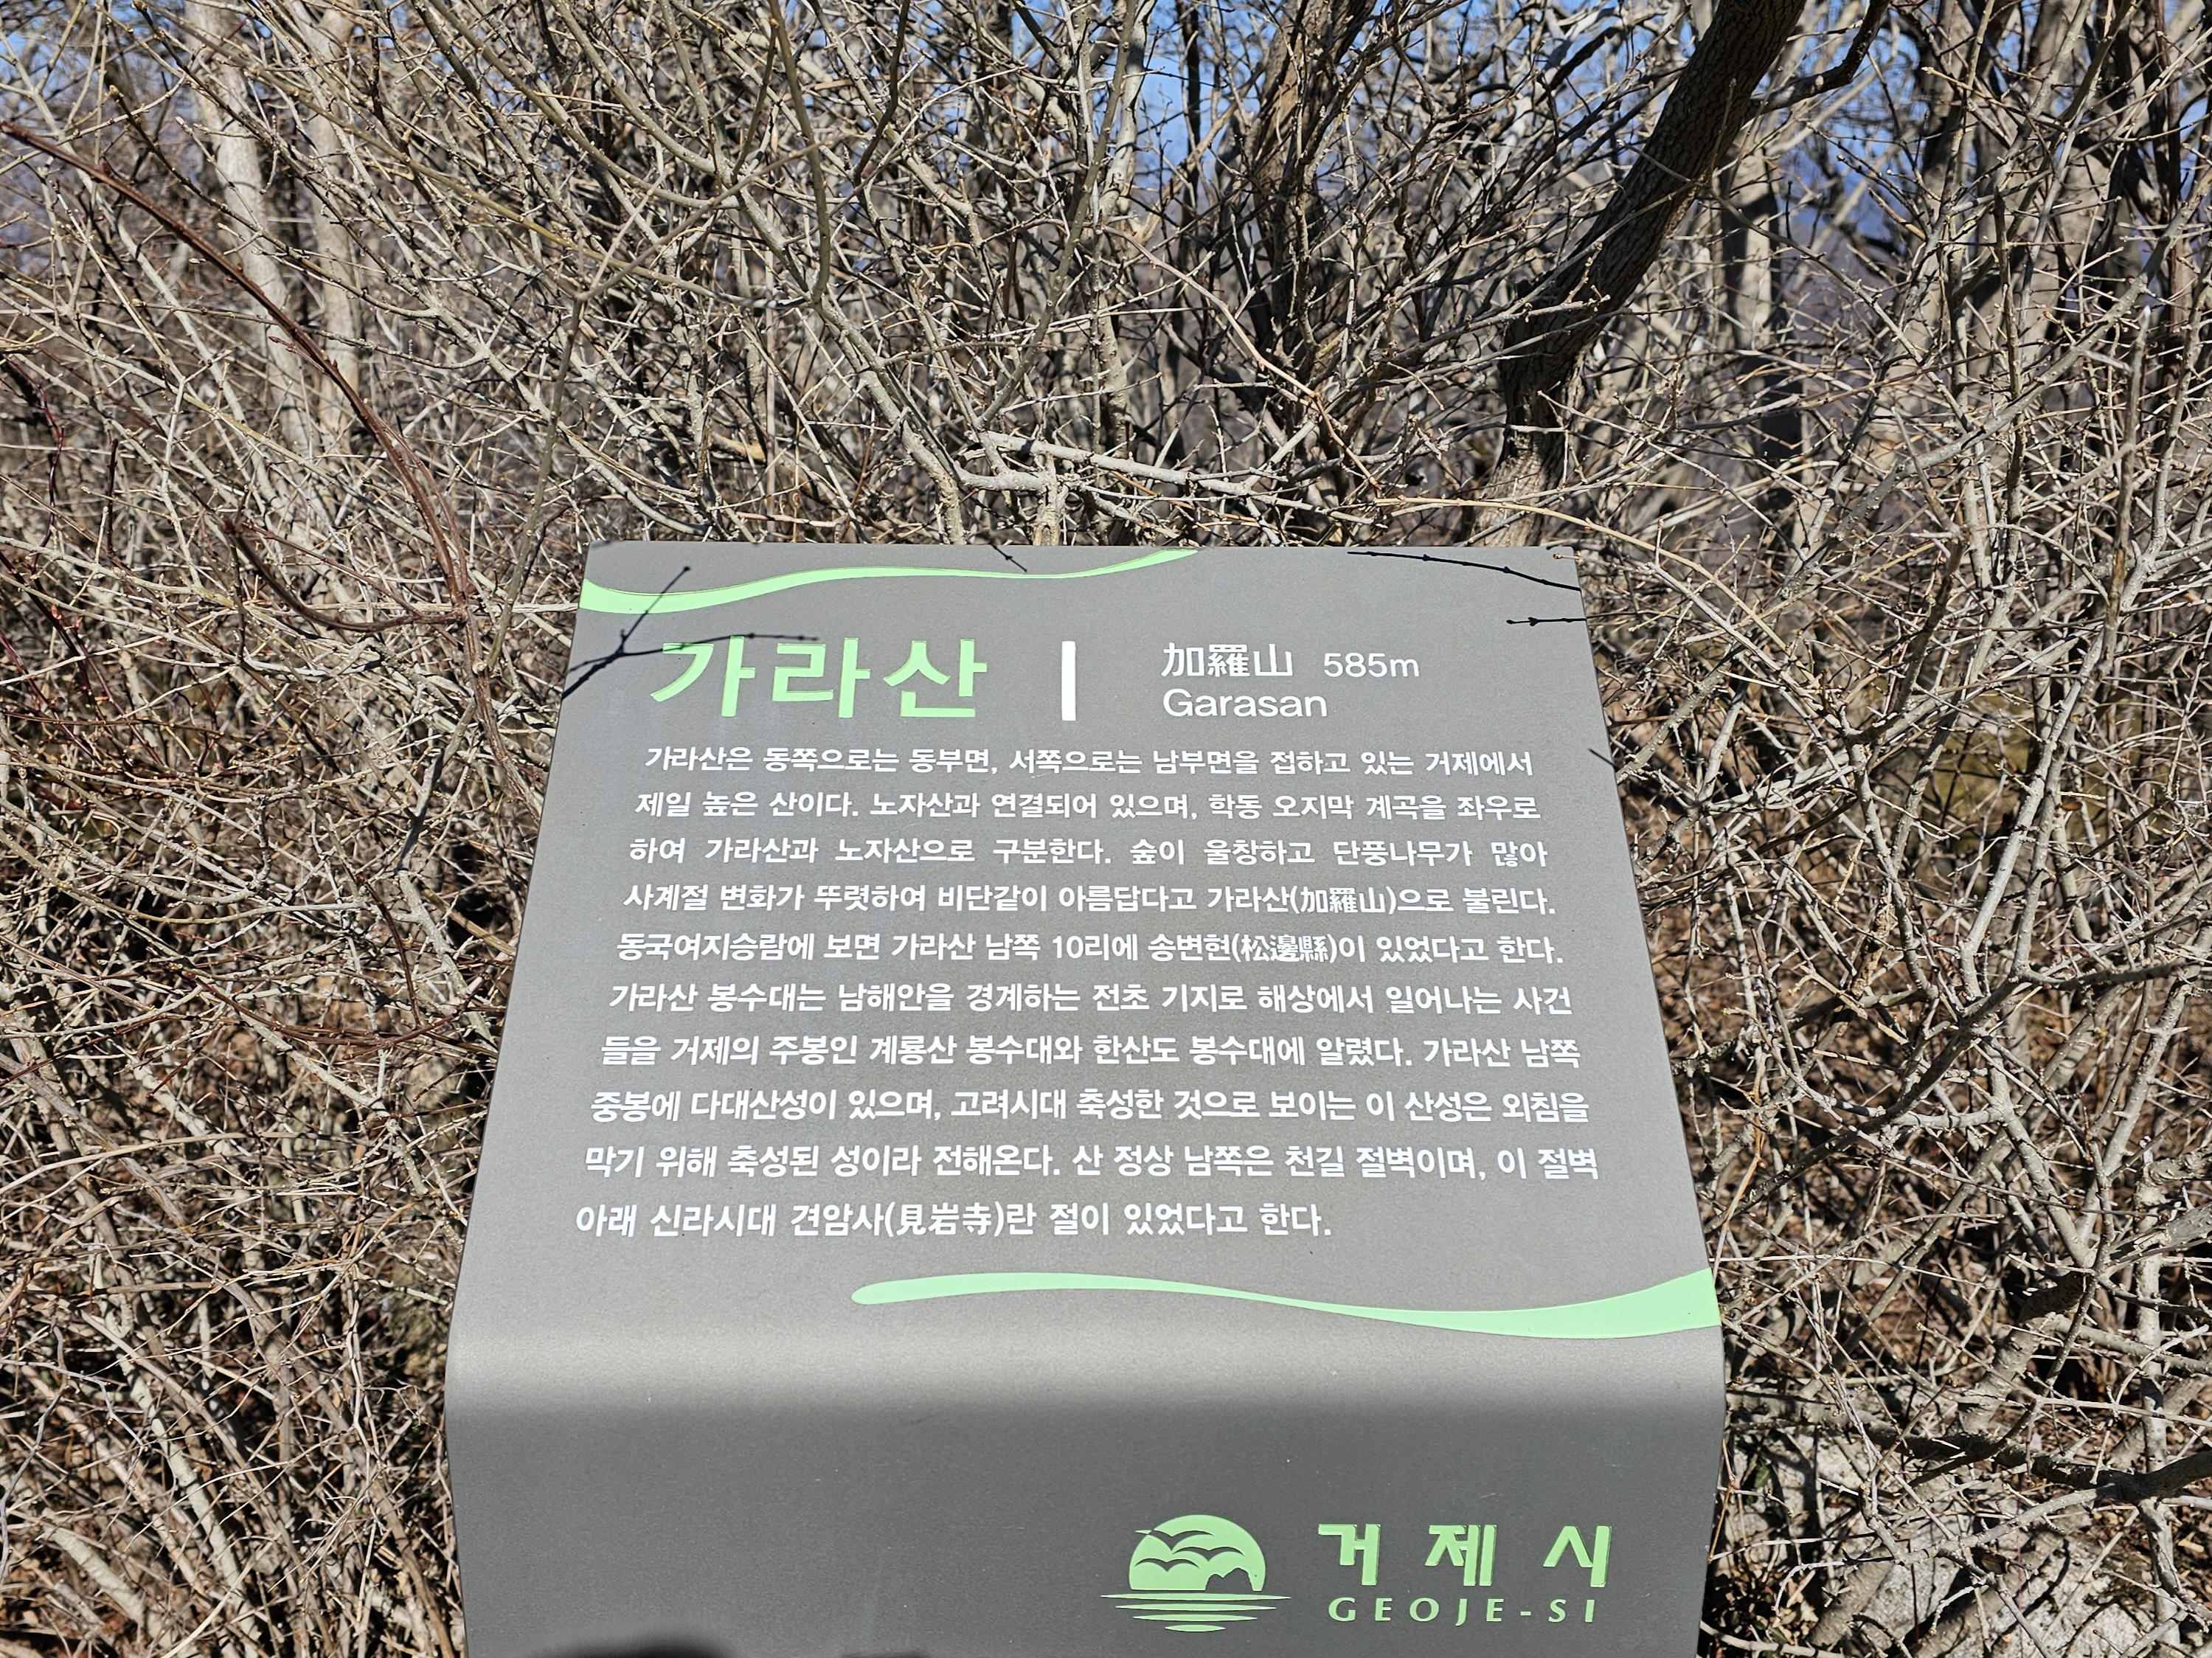 가라산 加羅山 585m
Garasan
가라산은 동쪽으로는 동부면, 서쪽으로는 남부면을 접하고 있는 거제에서
제일 높은 산이다. 노자산과 연결되어 있으며, 학동 오지막 계곡을 좌우로
하여 가라산과 노자산으로 구분한다. 숲이 울창하고 단풍나무가 많아
사계절 변화가 뚜렷하여 비단같이 아름답다고 가라산(加羅山)으로 불린다.
동국여지승람에 보면 가라산 남쪽 10리에 송변현(松邊縣)이 있었다고 한다.
가라산 봉수대는 남해안을 경계하는 전초 기지로 해상에서 일어나는 사건
들을 거제의 주봉인 계룡산 봉수대와 한산도 봉수대에 알렸다. 가라산 남쪽
중봉에 다대산성이 있으며, 고려시대 축성한 것으로 보이는 이 산성은 외침을
막기 위해 축성된 성이라 전해온다. 산 정상 남쪽은 천길 절벽이며, 이 절벽
아래 신라시대 견암사(見岩寺)란 절이 있었다고 한다.
거제시
GEOJE-SI